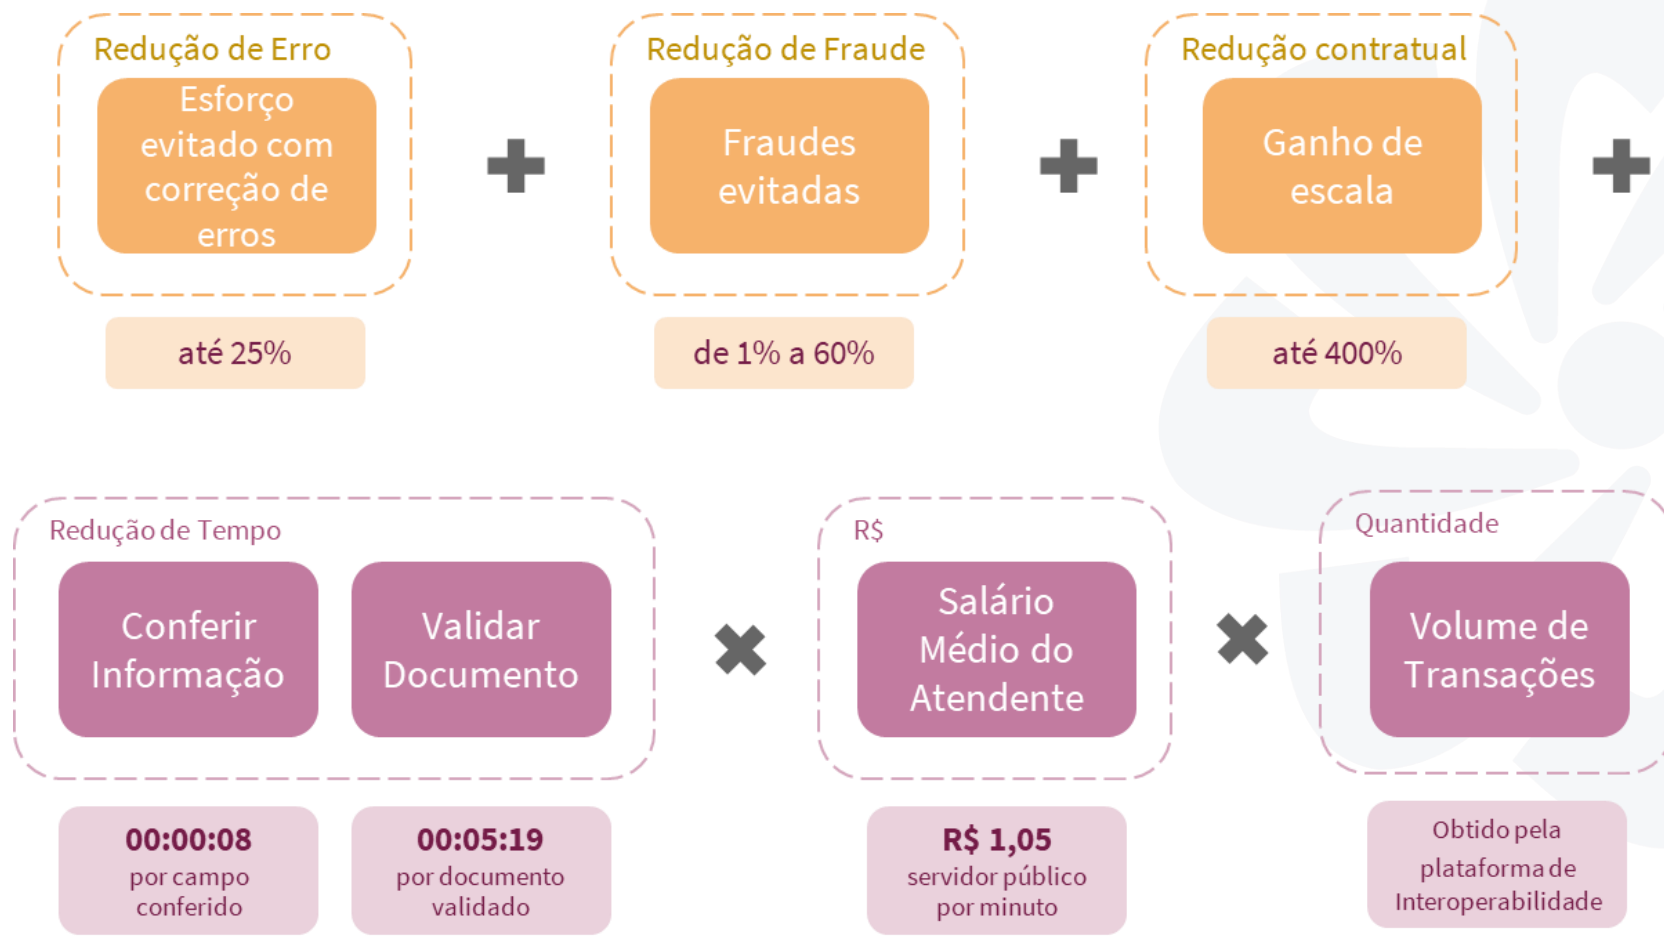 Redução de Erro
Esforço
evitado com
correção de
erros
até 25%
Redução de Fraude
Fraudes
evitadas
de 1% a 60%
Redução contratual
Ganho de
escala
até 400%
Redução de Tempo
Conferir
Informação
00:00:08
por campo
conferido
Validar
Documento
00:05:19
por documento
validado
R$
Salário
Médio do
Atendente
R$ 1,05
servidor público
por minuto
Quantidade
Volume de
Transações
Obtido pela
plataforma de
Interoperabilidade